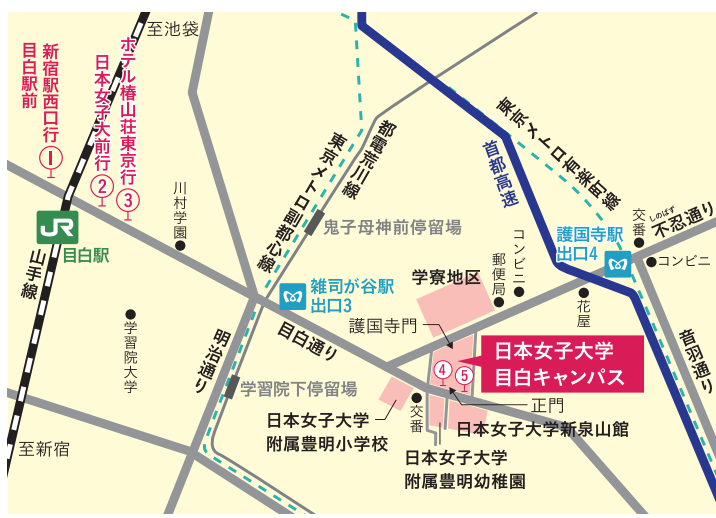 至池袋
新宿駅西口行
目白駅前
①
日本女子大前行
②
ホテル椿山荘東京行
③
JR
目白駅
山手線
至新宿
川村学園
学習院大学
東京メトロ副都心線
都電荒川線
鬼子母神前停留場
雑司が谷駅
出口3
目白通り
明治通り
学習院下停留場
首都高速
東京メトロ有楽町線
学寮地区
郵便局
コンビニ
護国寺駅
出口4
交番
しのばず
不忍通り
コンビニ
花屋
音羽通り
護国寺門
日本女子大学
目白キャンパス
④
⑤
正門
交番
日本女子大学
附属豊明小学校
日本女子大学新泉山館
日本女子大学
附属豊明幼稚園